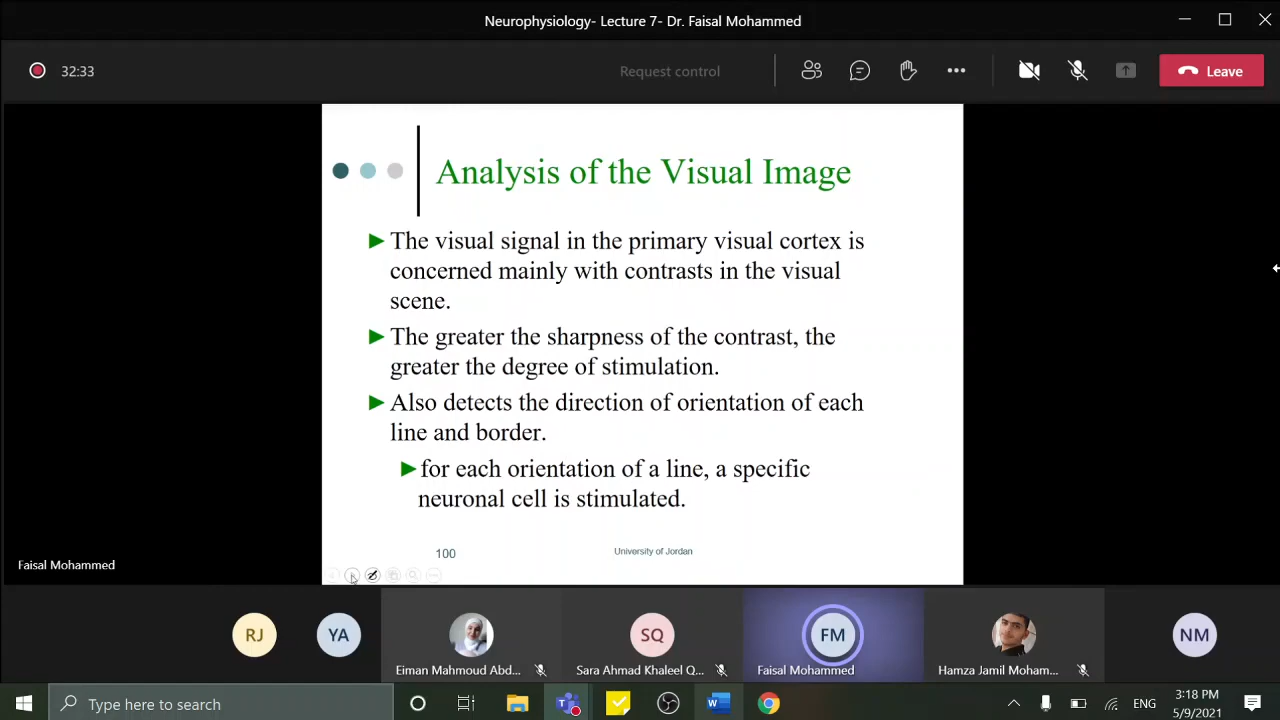 Neurophysiology- Lecture 7- Dr. Faisal Mohammed
32:33
Request control
Leave
Analysis of the Visual Image
The visual signal in the primary visual cortex is
concerned mainly with contrasts in the visual
scene.
The greater the sharpness of the contrast, the
greater the degree of stimulation.
Also detects the direction of orientation of each
line and border.
for each orientation of a line, a specific
neuronal cell is stimulated.
100
University of Jordan
Faisal Mohammed
RJ
YA
Eiman Mahmoud Abd...
SQ
Sara Ahmad Khaleel Q...
FM
Faisal Mohammed
Hamza Jamil Moham...
NM
Type here to search
ENG
3:18 PM
5/9/2021